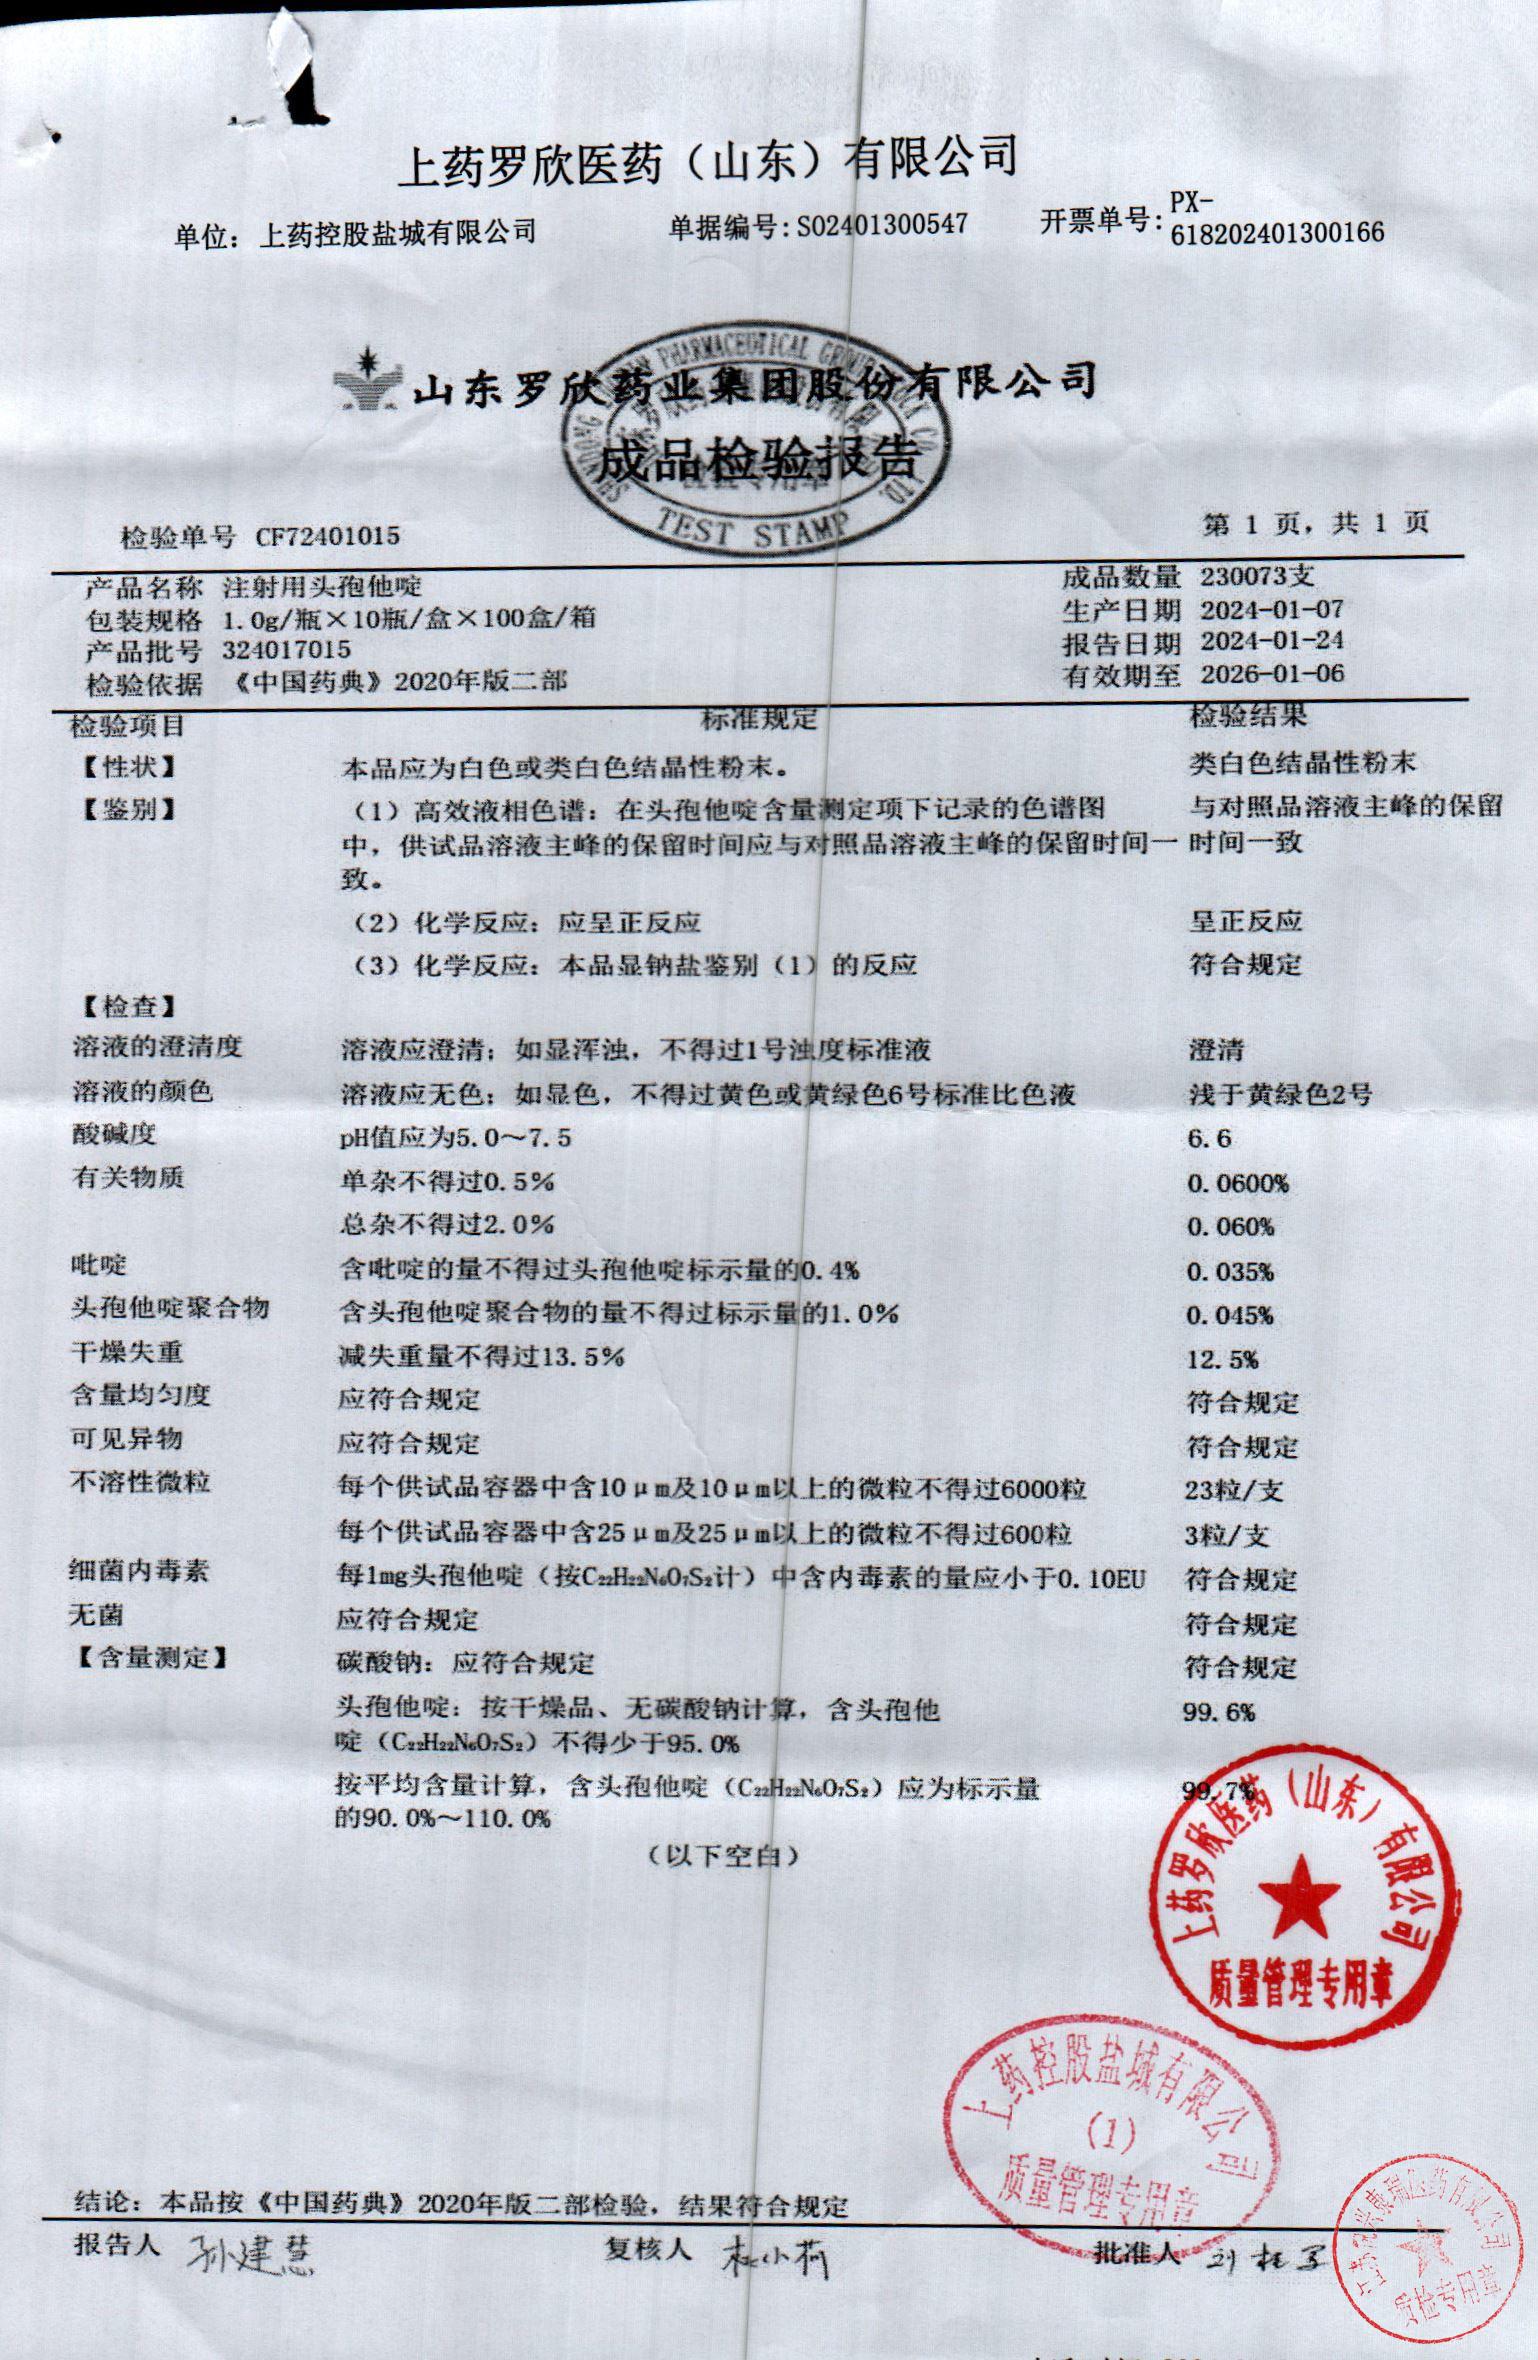 上药罗欣医药（山东）有限公司
单位：上药控股盐城有限公司 单据编号:SO2401300547 开票单号: PX-618202401300166
山东罗欣药业集团股份有限公司
成品检验报告
TEST STAMP
检验单号 CF72401015 第 1 页，共 1 页
产品名称 注射用头孢他啶 成品数量 230073支
包装规格 1.0g/瓶×10瓶/盒×100盒/箱 生产日期 2024-01-07
产品批号 324017015 报告日期 2024-01-24
检验依据 《中国药典》2020年版二部 有效期至 2026-01-06
检验项目 标准规定 检验结果
【性状】 本品应为白色或类白色结晶性粉末。 类白色结晶性粉末
【鉴别】 （1）高效液相色谱：在头孢他啶含量测定项下记录的色谱图 与对照品溶液主峰的保留
中，供试品溶液主峰的保留时间应与对照品溶液主峰的保留时间一 时间一致
致。
（2）化学反应：应呈正反应 呈正反应
（3）化学反应：本品显钠盐鉴别（1）的反应 符合规定
【检查】
溶液的澄清度 溶液应澄清；如显浑浊，不得过1号浊度标准液 澄清
溶液的颜色 溶液应无色；如显色，不得过黄色或黄绿色6号标准比色液 浅于黄绿色2号
酸碱度 pH值应为5.0～7.5 6.6
有关物质 单杂不得过0.5% 0.0600%
总杂不得过2.0% 0.060%
吡啶 含吡啶的量不得过头孢他啶标示量的0.4% 0.035%
头孢他啶聚合物 含头孢他啶聚合物的量不得过标示量的1.0% 0.045%
干燥失重 减失重量不得过13.5% 12.5%
含量均匀度 应符合规定 符合规定
可见异物 应符合规定 符合规定
不溶性微粒 每个供试品容器中含10μm及10μm以上的微粒不得过6000粒 23粒/支
每个供试品容器中含25μm及25μm以上的微粒不得过600粒 3粒/支
细菌内毒素 每1mg头孢他啶（按C₂₂H₂₂N₆O₇S₂计）中含内毒素的量应小于0.10EU 符合规定
无菌 应符合规定 符合规定
【含量测定】 碳酸钠：应符合规定 符合规定
头孢他啶：按干燥品、无碳酸钠计算，含头孢他 99.6%
啶（C₂₂H₂₂N₆O₇S₂）不得少于95.0%
按平均含量计算，含头孢他啶（C₂₂H₂₂N₆O₇S₂）应为标示量 99.7%
的90.0%～110.0%
（以下空白）
上药罗欣医药（山东）有限公司
质量管理专用章
上药控股盐城有限公司
（1）
质量管理专用章
结论：本品按《中国药典》2020年版二部检验，结果符合规定
报告人 孙建慧 复核人 杜小荷 批准人
质检专用章